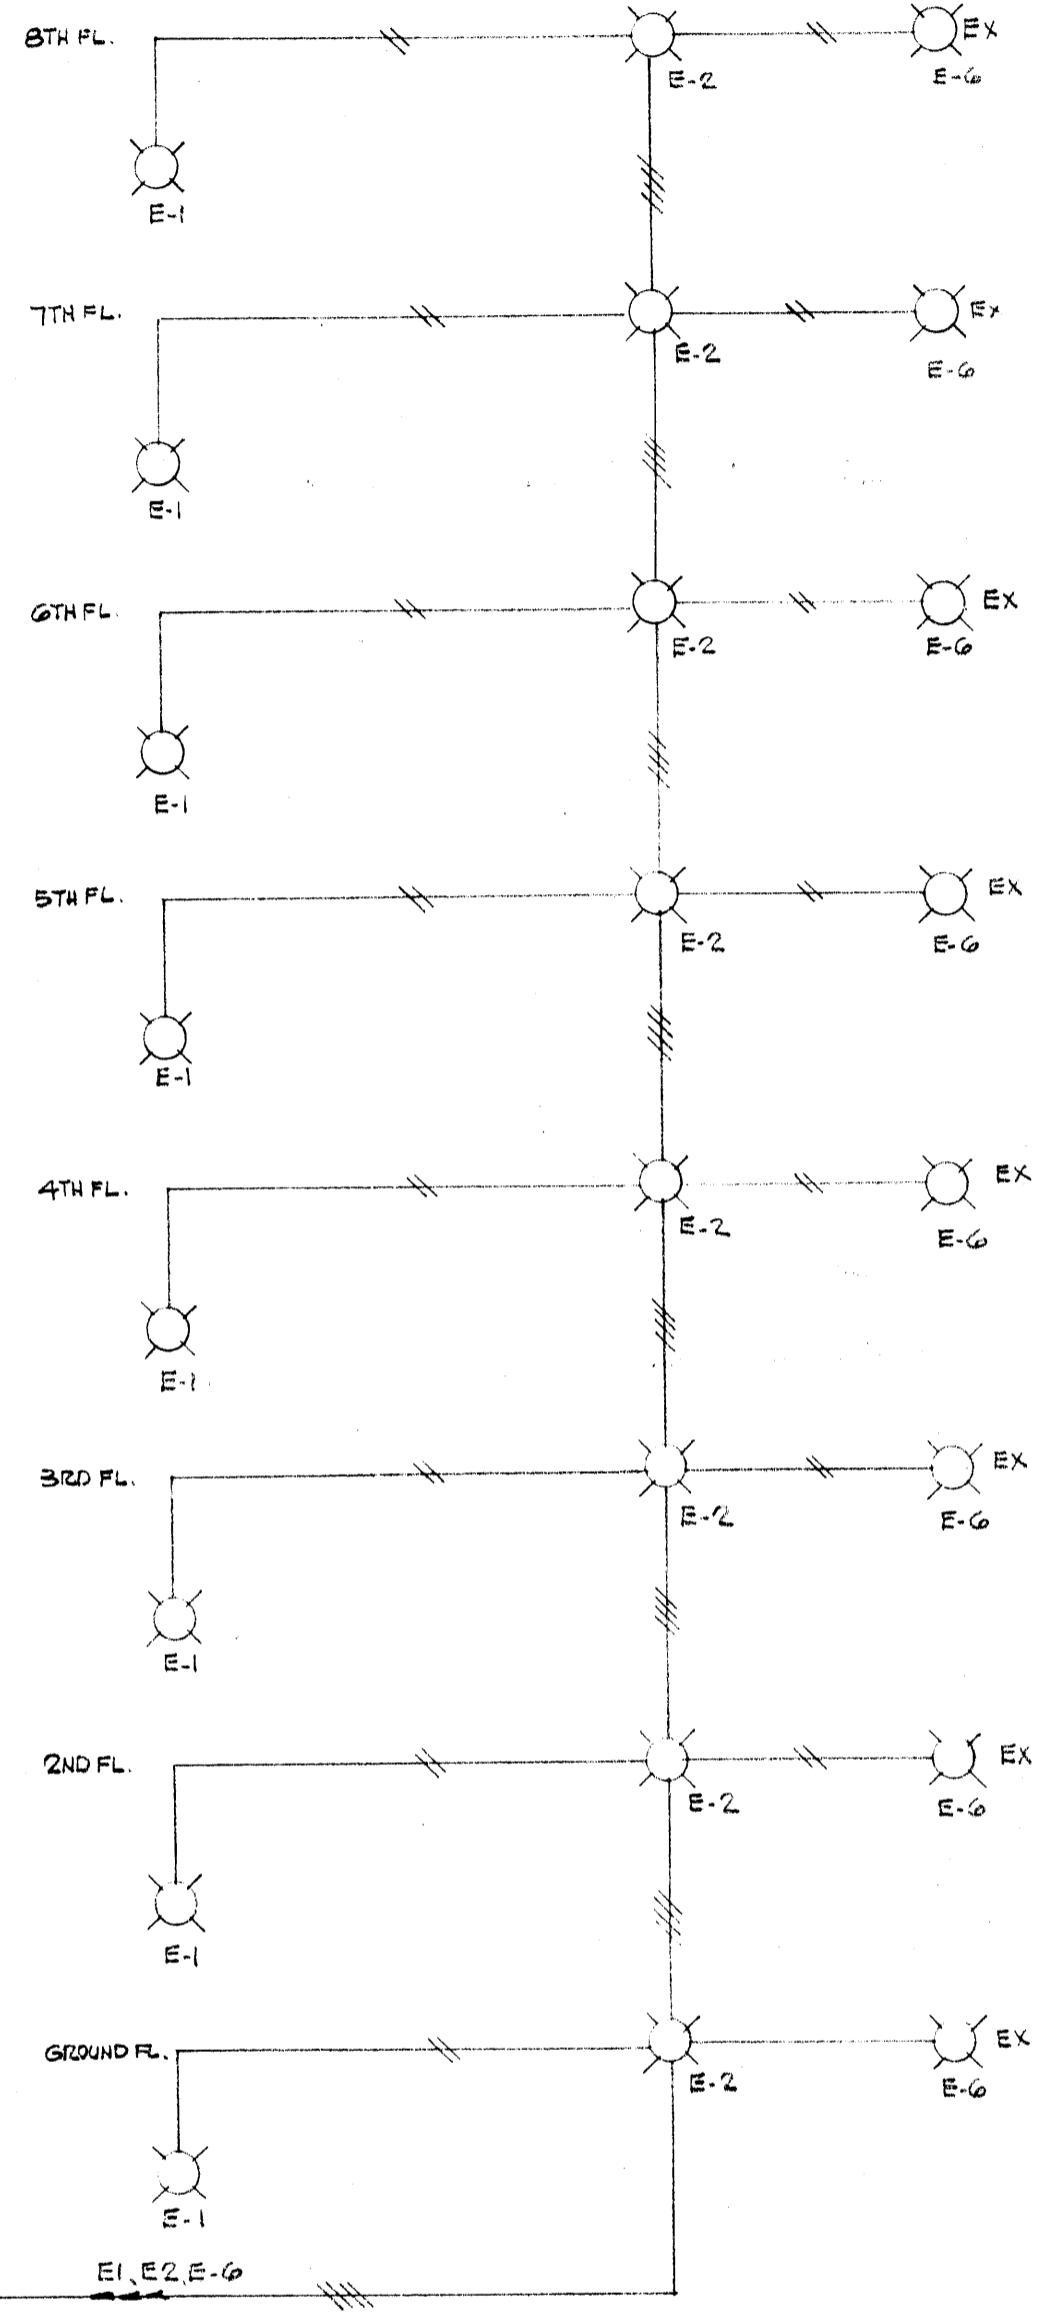 8TH FL.
EX
E-2
E-6
E-1
7TH FL.
EX
E-2
E-6
E-1
6TH FL.
EX
E-2
E-6
E-1
5TH FL.
EX
E-2
E-6
E-1
4TH FL.
EX
E-2
E-6
E-1
3RD FL.
EX
E-2
E-6
E-1
2ND FL.
EX
E-2
E-6
E-1
GROUND FL.
EX
E-2
E-6
E-1
E1, E2, E-6